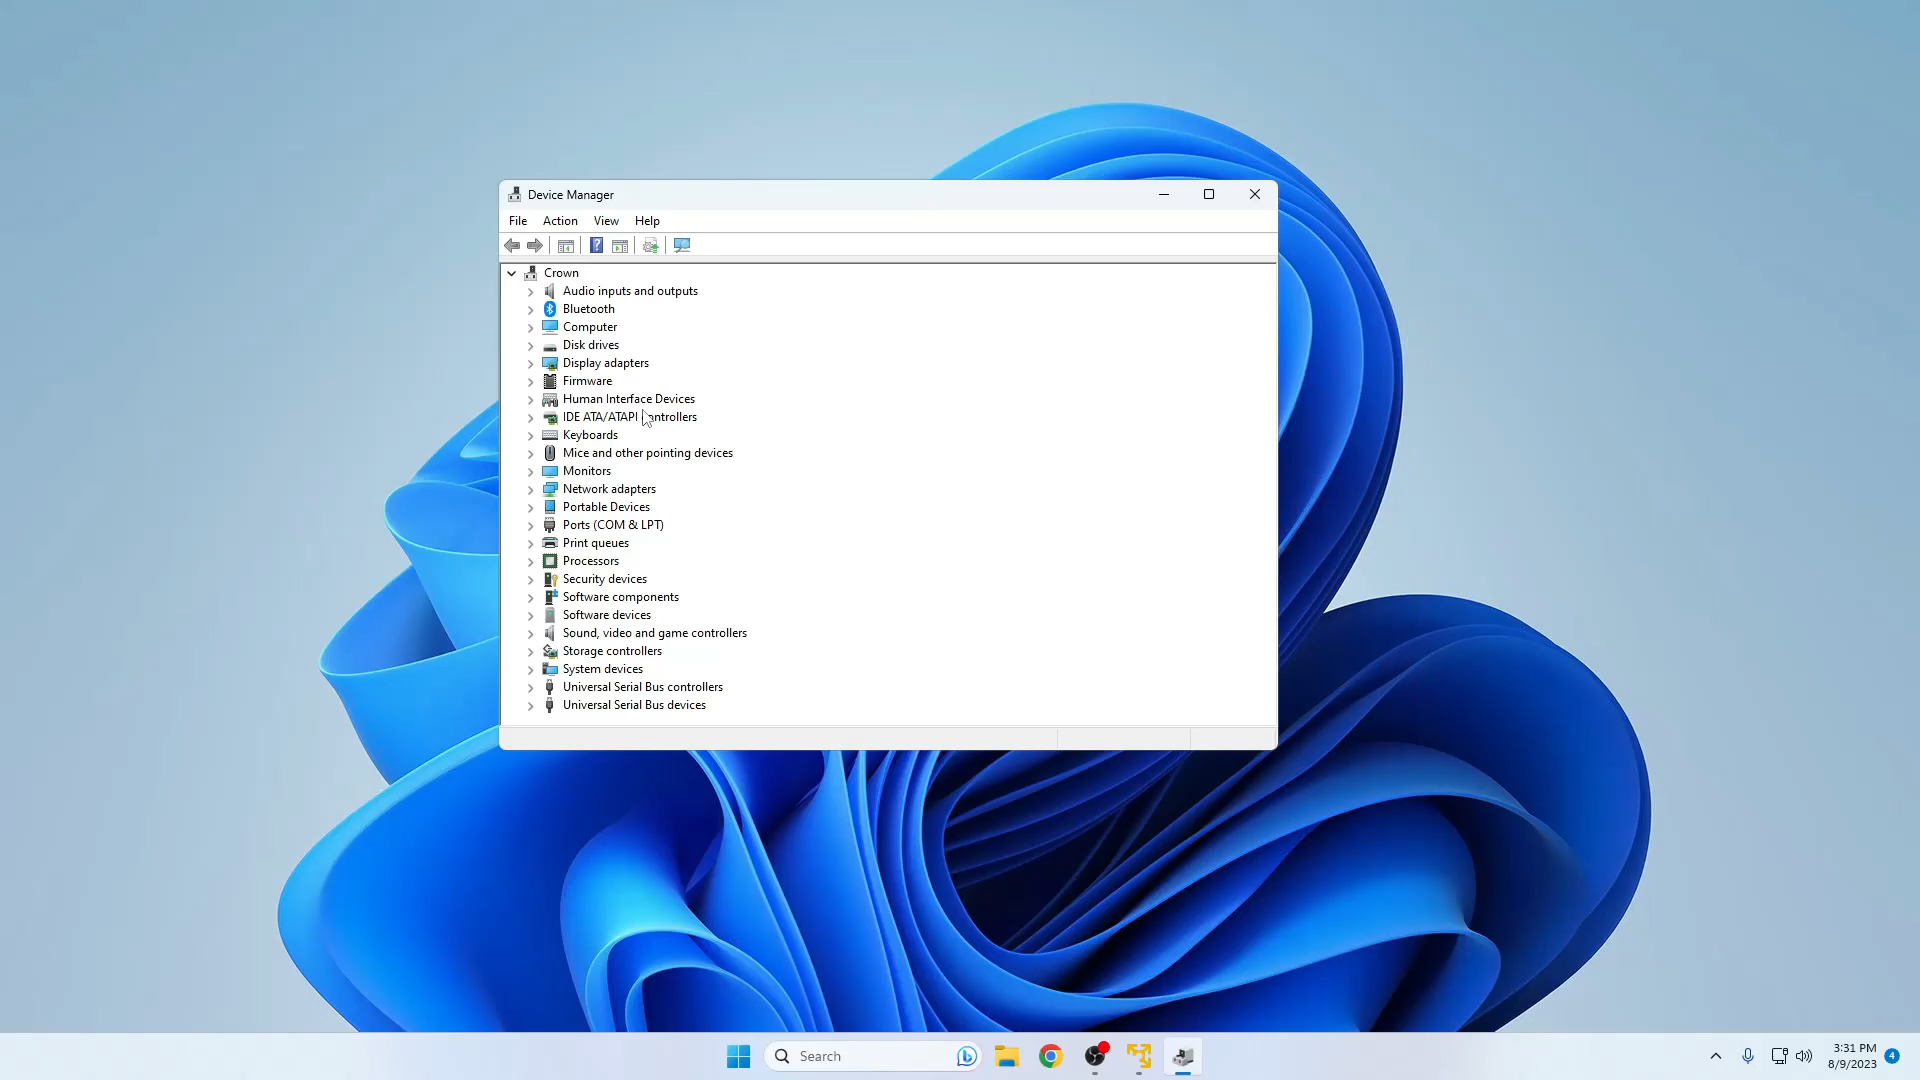 Device Manager
File Action View Help
Crown
Audio inputs and outputs
Bluetooth
Computer
Disk drives
Display adapters
Firmware
Human Interface Devices
IDE ATA/ATAPI controllers
Keyboards
Mice and other pointing devices
Monitors
Network adapters
Portable Devices
Ports (COM & LPT)
Print queues
Processors
Security devices
Software components
Software devices
Sound, video and game controllers
Storage controllers
System devices
Universal Serial Bus controllers
Universal Serial Bus devices
Search
3:31 PM
8/9/2023
4